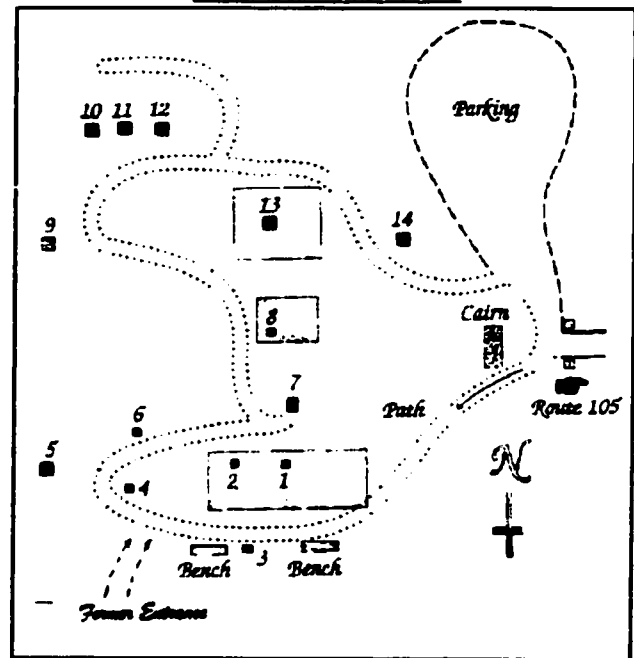 10 11 12
Parking
13
9
14
Cairn
8
7
Path
Route 105
6
5
N
2 1
4
3
Bench Bench
Former Entrance